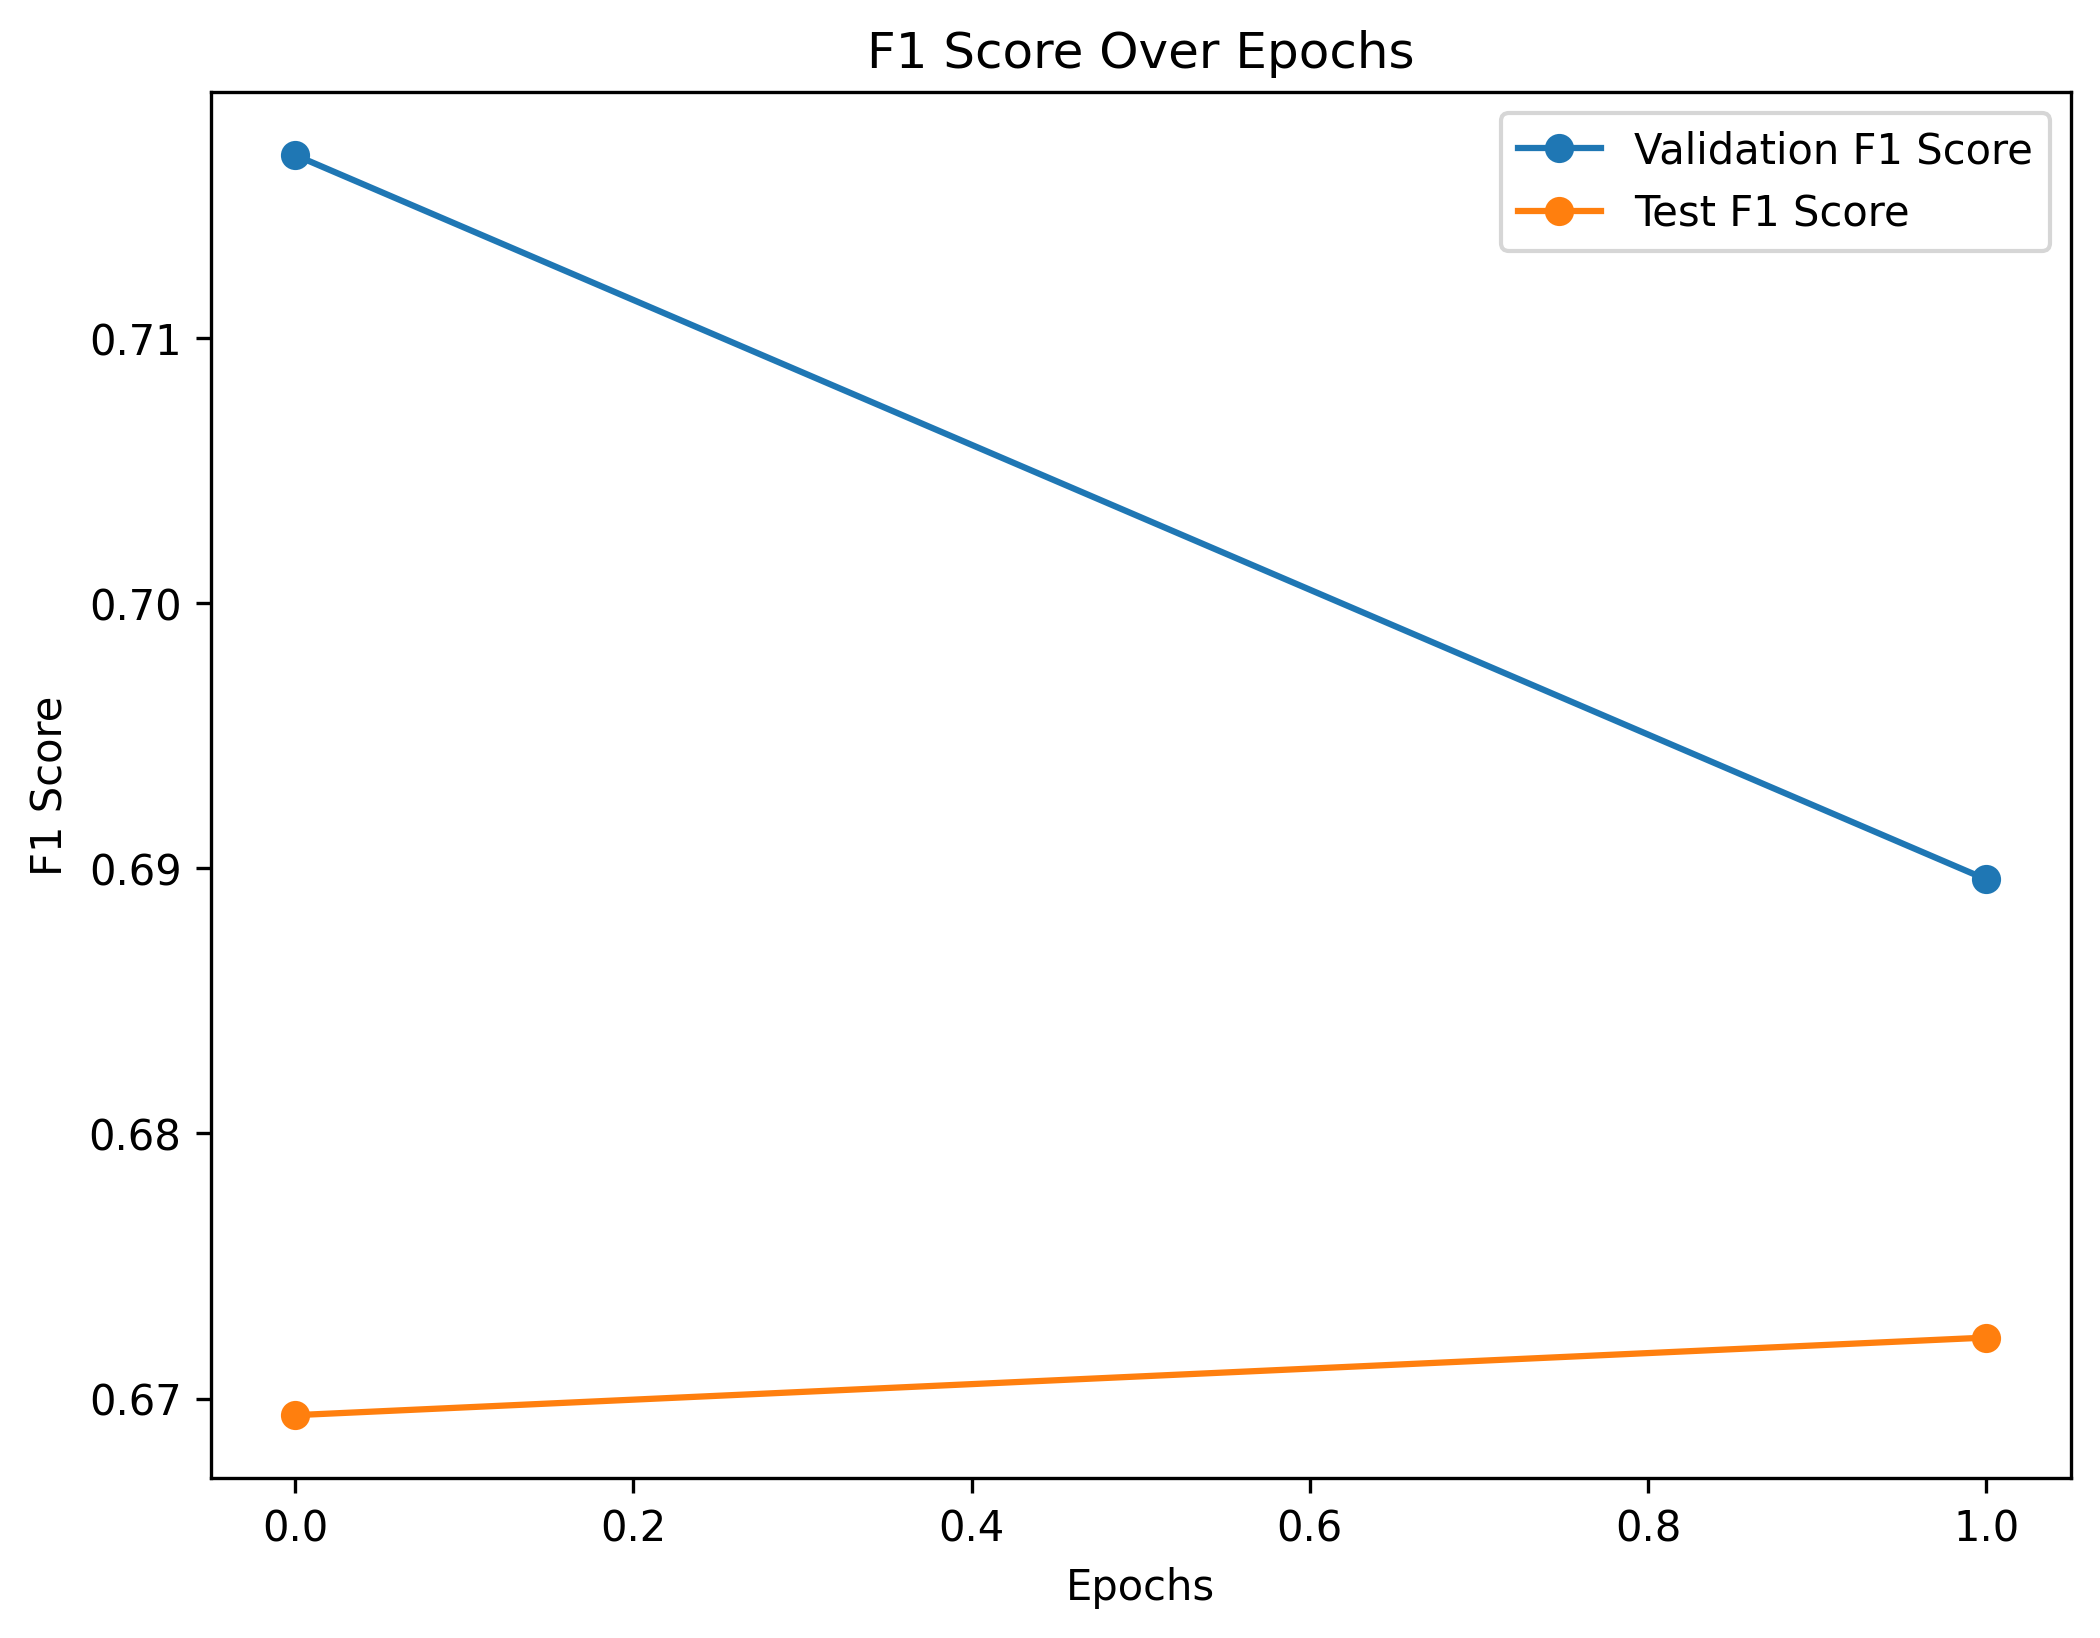 F1 Score Over Epochs
Validation F1 Score
Test F1 Score
0.71
0.70
0.69
0.68
0.67
F1 Score
0.0 0.2 0.4 0.6 0.8 1.0
Epochs